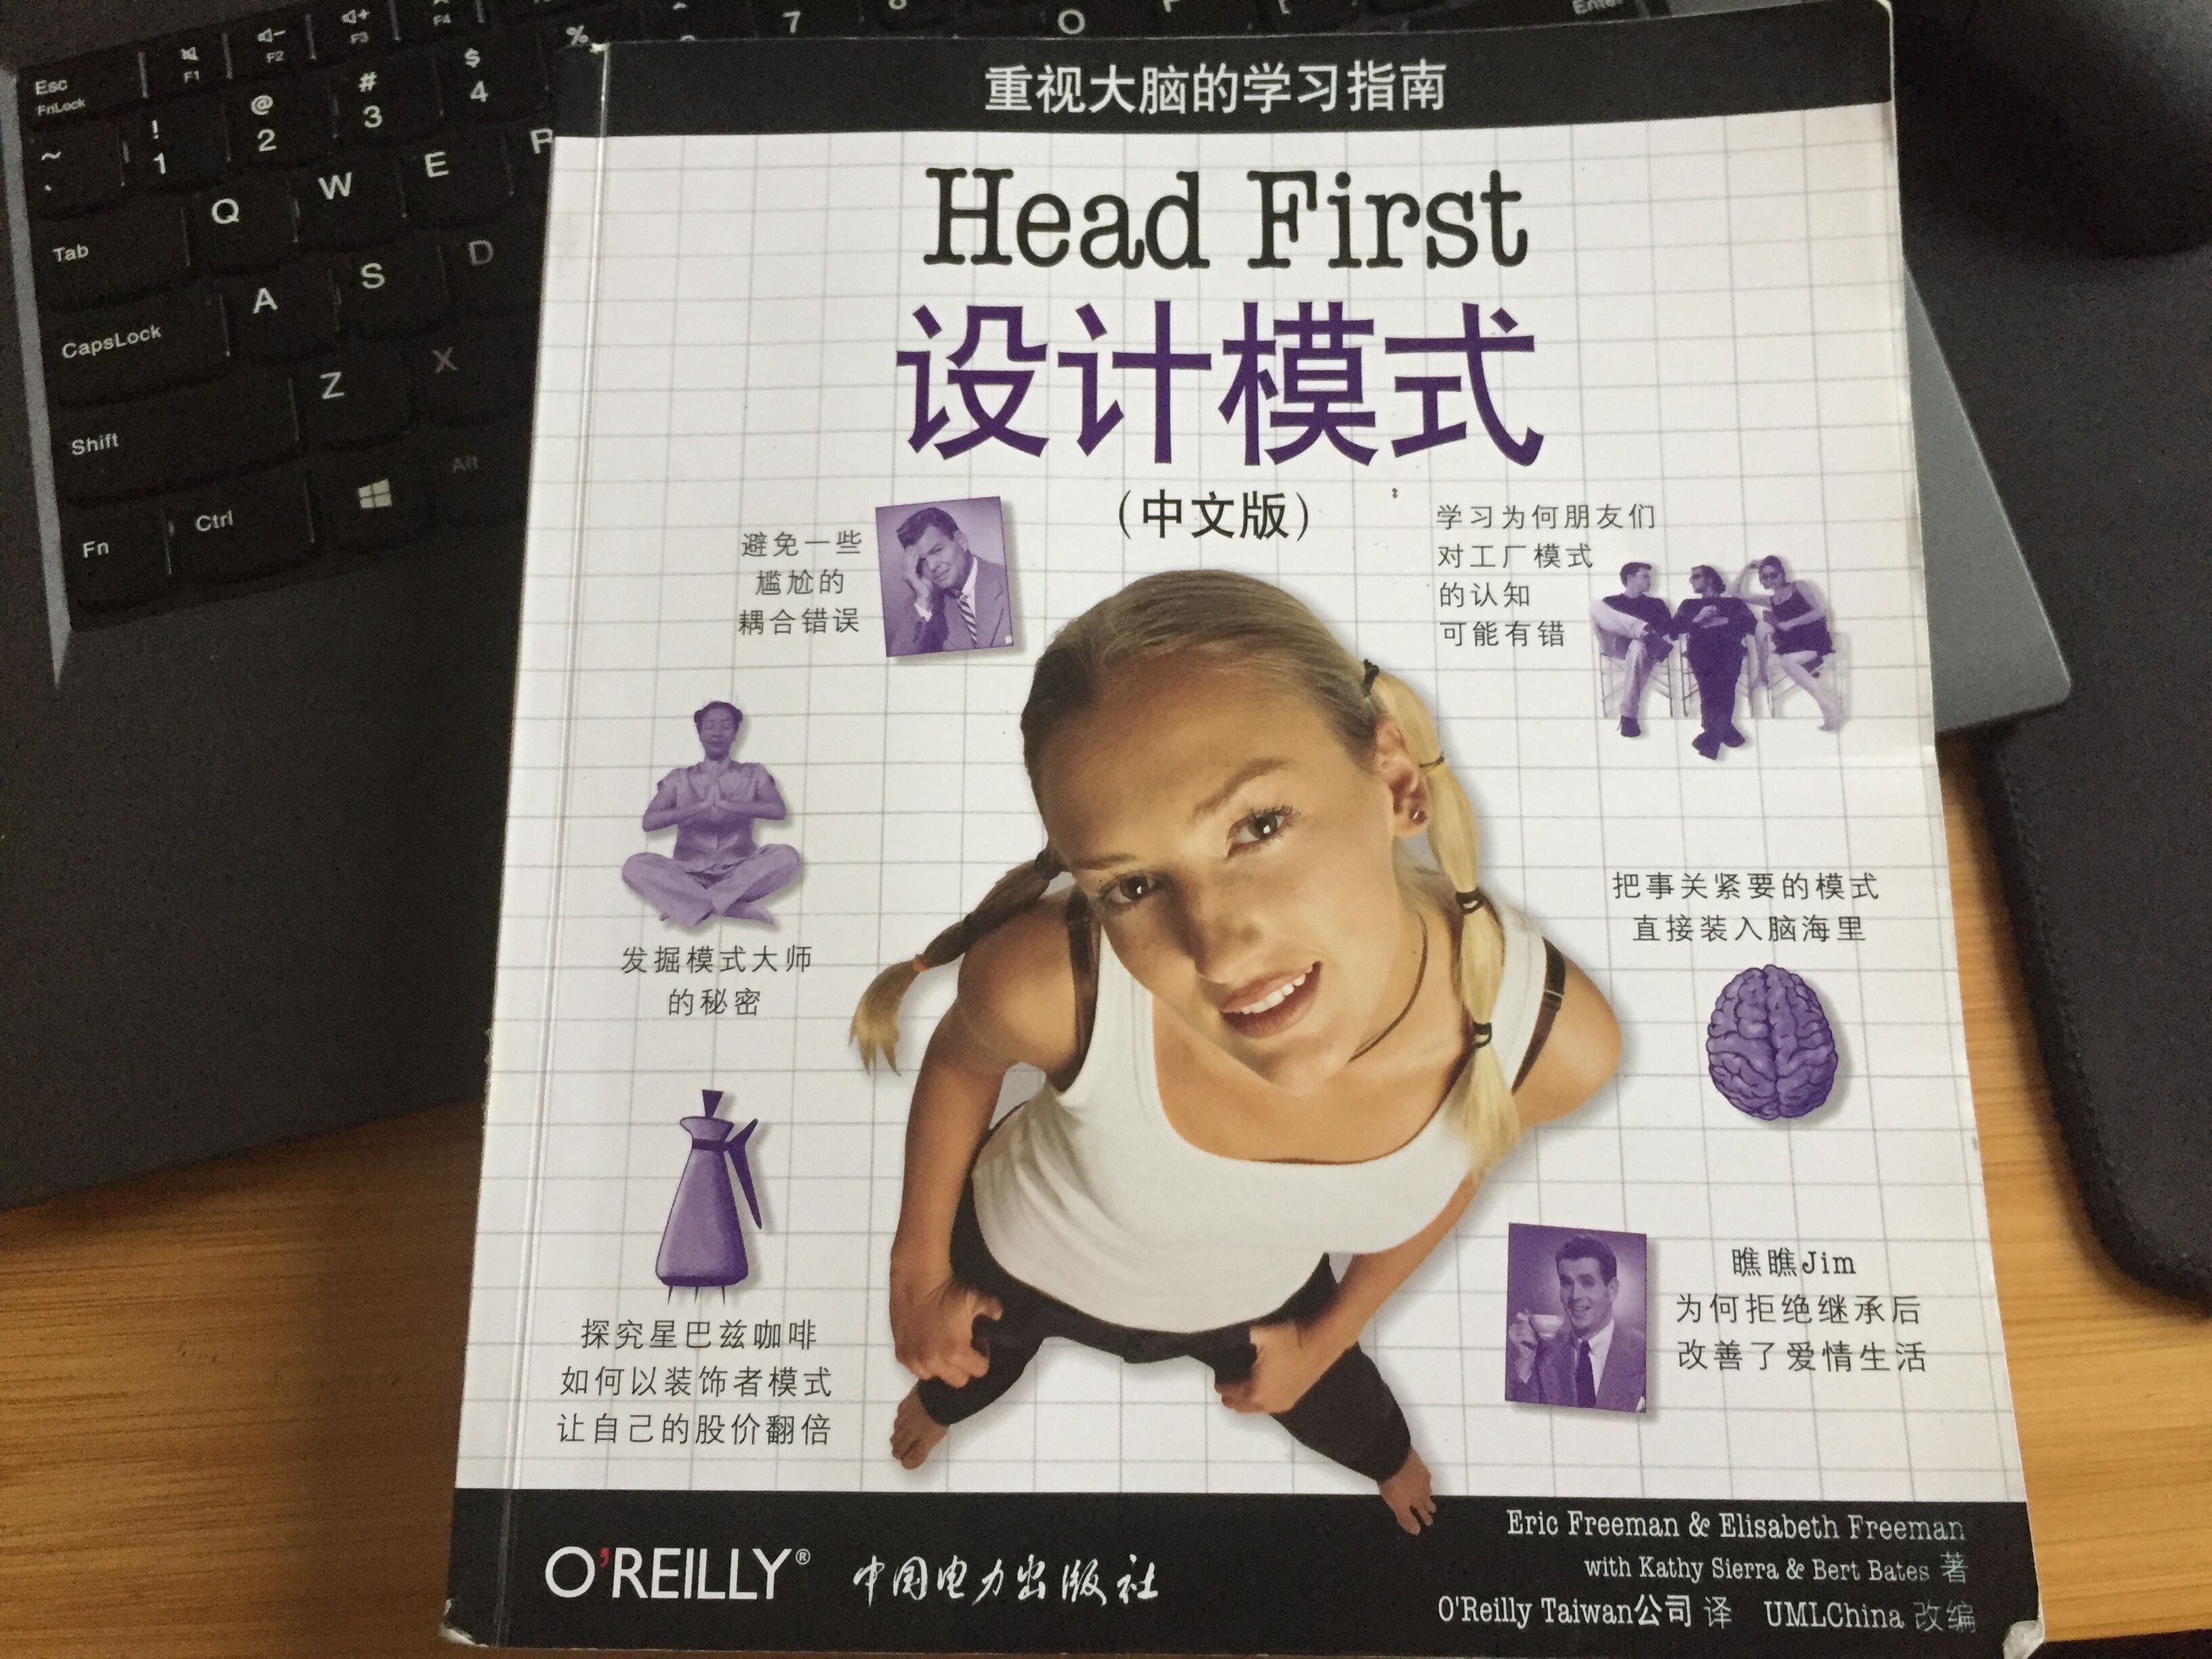 Esc
FnLock
F1
F2
F3
F4
~
`
!
1
@
2
#
3
$
4
%
7
8
O
P
[
Enter
Tab
Q
W
E
R
CapsLock
A
S
D
Shift
Z
X
Fn
Ctrl
Alt
重视大脑的学习指南
Head First
设计模式
(中文版)
避免一些
尴尬的
耦合错误
学习为何朋友们
对工厂模式
的认知
可能有错
发掘模式大师
的秘密
把事关紧要的模式
直接装入脑海里
探究星巴兹咖啡
如何以装饰者模式
让自己的股价翻倍
瞧瞧Jim
为何拒绝继承后
改善了爱情生活
O'REILLY®
中国电力出版社
Eric Freeman & Elisabeth Freeman
with Kathy Sierra & Bert Bates 著
O'Reilly Taiwan公司 译 UMLChina 改编